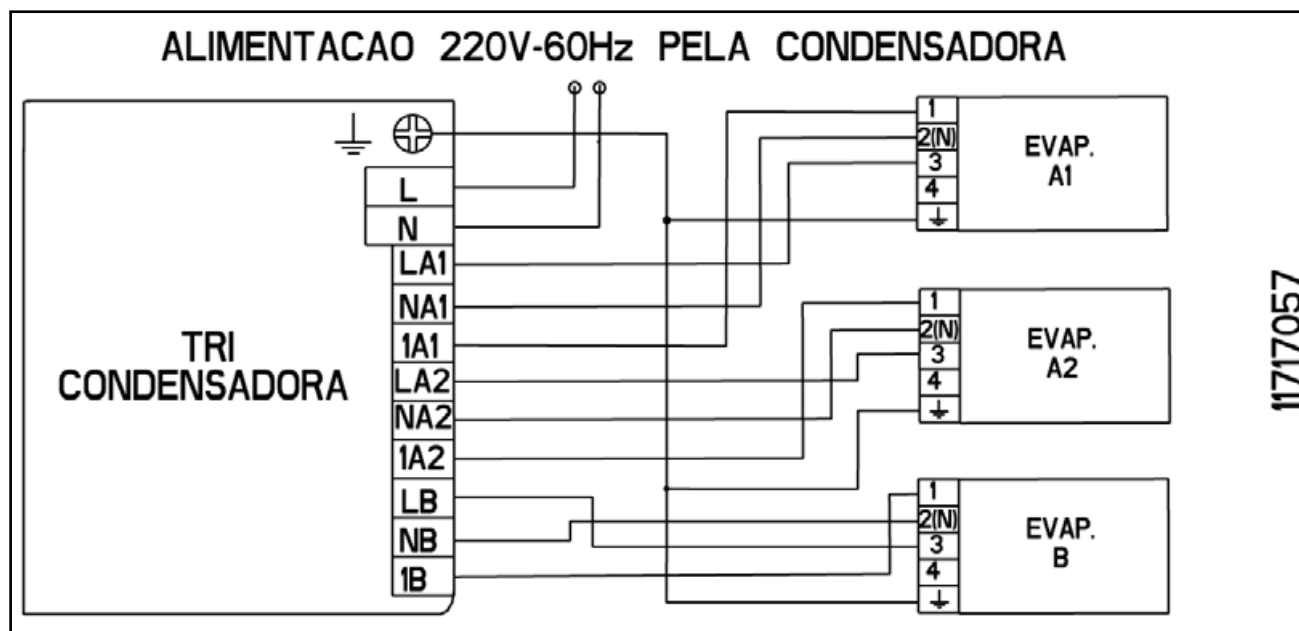 ALIMENTACAO 220V-60Hz PELA CONDENSADORA
TRI
CONDENSADORA
L
N
LA1
NA1
1A1
LA2
NA2
1A2
LB
NB
1B
1
2(N)
3
4
EVAP.
A1
1
2(N)
3
4
EVAP.
A2
1
2(N)
3
4
EVAP.
B
11717057